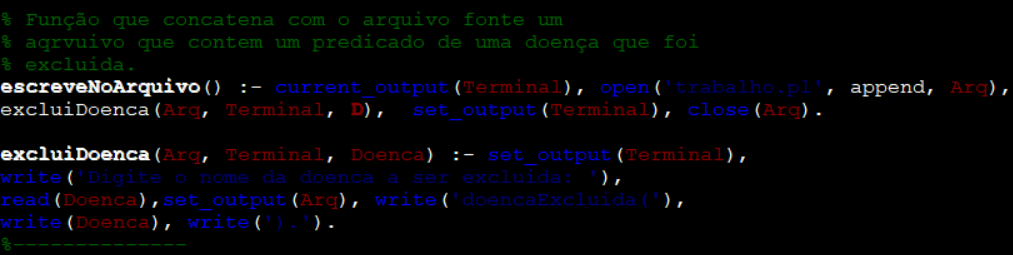 % Função que concatena com o arquivo fonte um
% aqrvuivo que contem um predicado de uma doença que foi
% excluida.
escreveNoArquivo() :- current_output(Terminal), open('trabalho.pl', append, Arq),
excluiDoenca(Arq, Terminal, D),  set_output(Terminal), close(Arq).
excluiDoenca(Arq, Terminal, Doenca) :- set_output(Terminal),
write('Digite o nome da doenca a ser excluida: '),
read(Doenca),set_output(Arq), write('doencaExcluida('),
write(Doenca), write(').').
%---------------